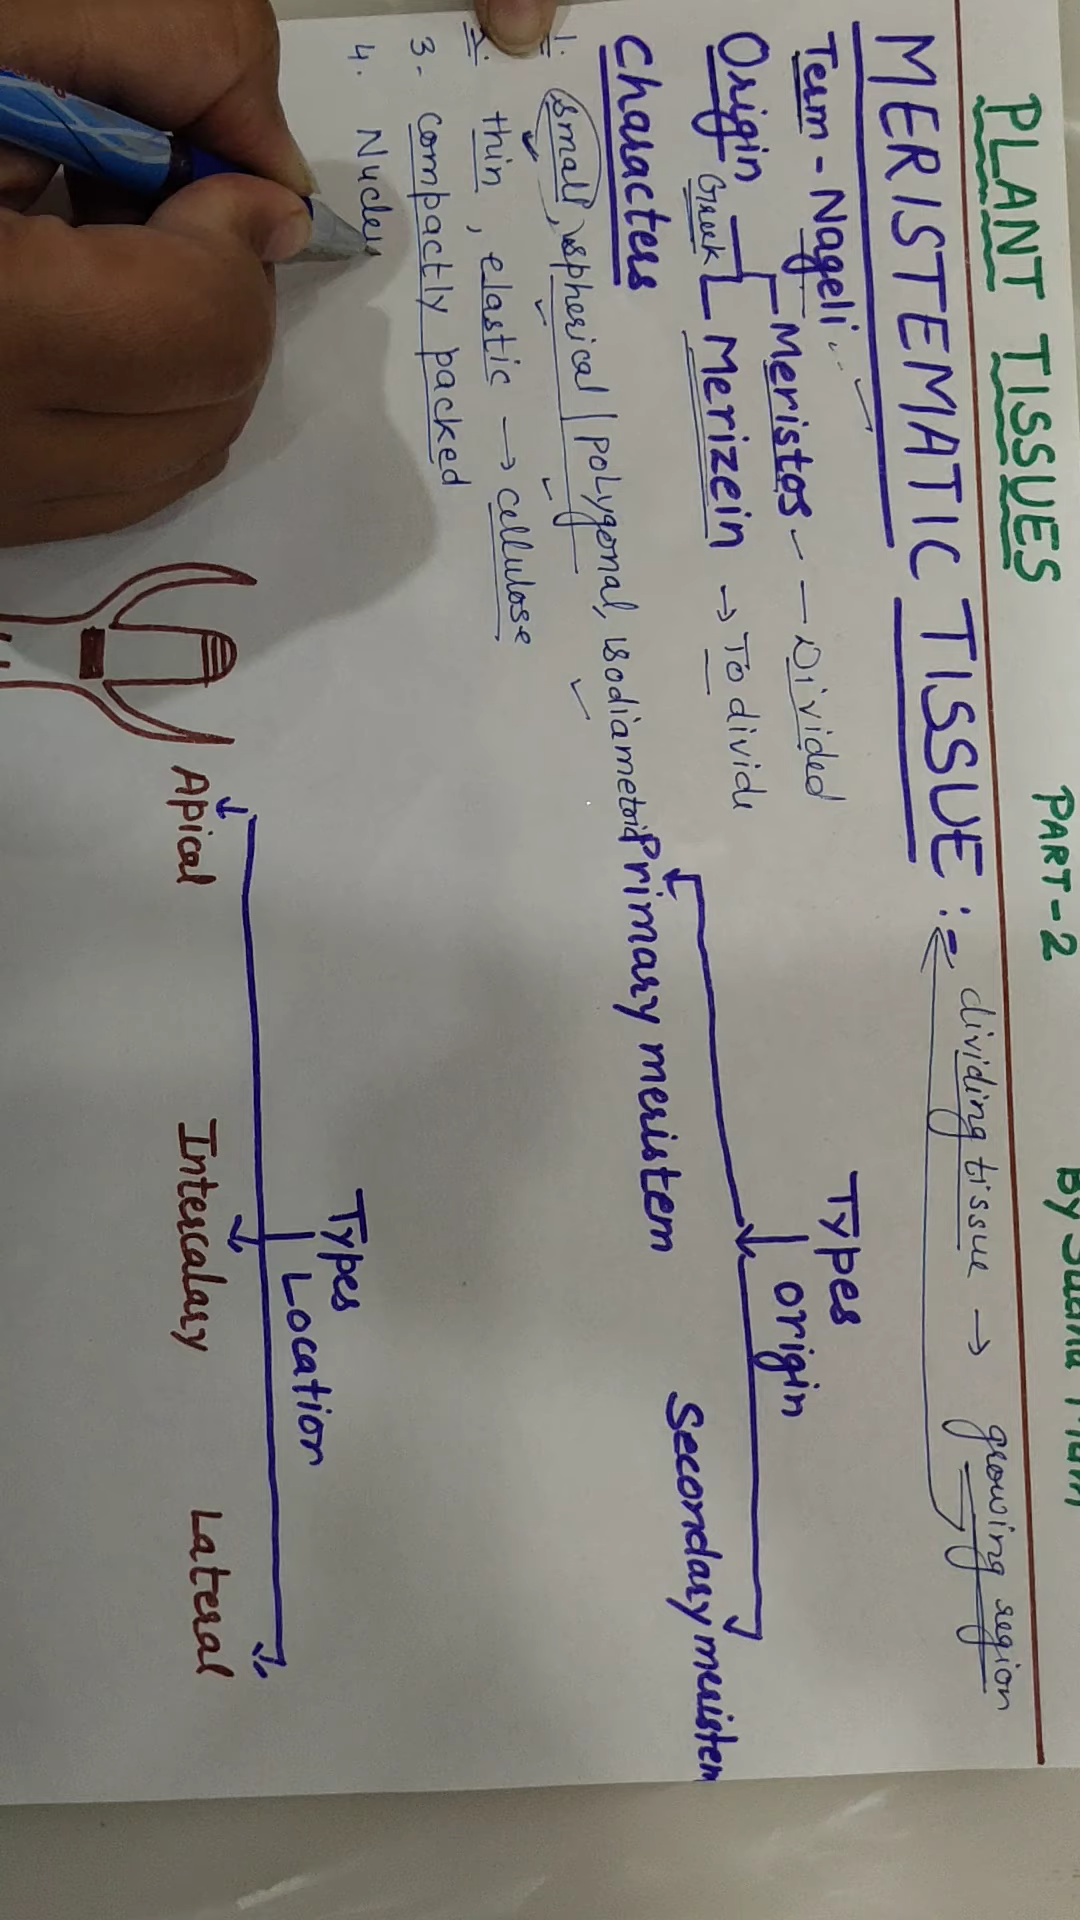 PLANT TISSUES PART-2
MERISTEMATIC TISSUE :- dividing tissue → growing region
Term - Nageli
Meristos - Divided
Origin Greek Merizein → To divide
Characters
1. small, spherical / polygonal, isodiametric
2. thin, elastic → cellulose
3. compactly packed
4. Nucleu
Types
origin
Primary meristem Secondary meristem
Types
Location
Apical Intercalary Lateral